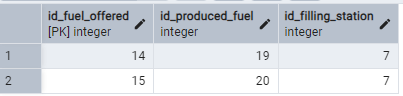 id_fuel_offered id_produced_fuel id_filling_station
[PK] integer integer integer
1 14 19 7
2 15 20 7